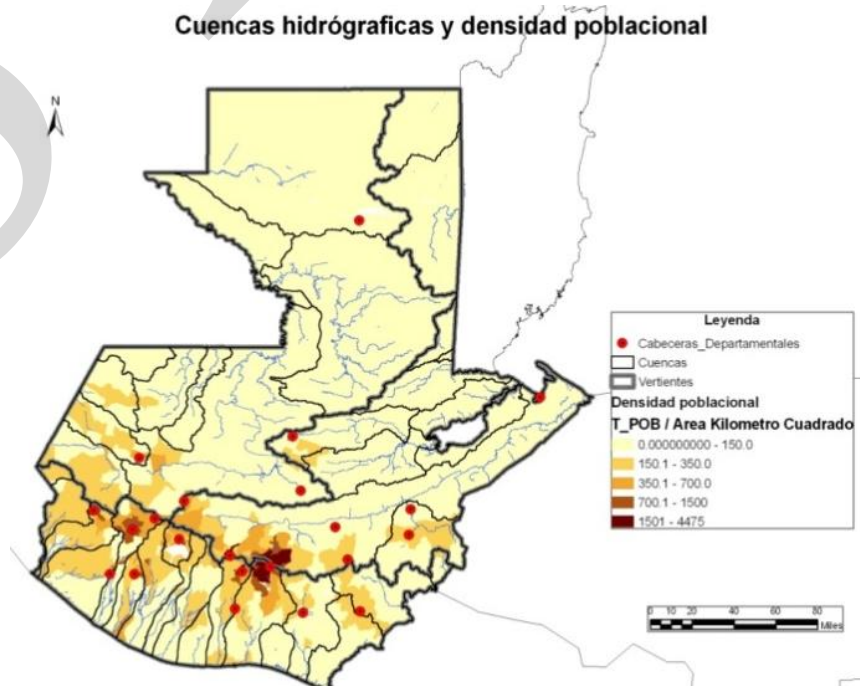 Cuencas hidrógraficas y densidad poblacional
N
Leyenda
Cabeceras_Departamentales
Cuencas
Vertientes
Densidad poblacional
T_POB / Area Kilometro Cuadrado
0.000000000 - 150.0
150.1 - 350.0
350.1 - 700.0
700.1 - 1500
1501 - 4475
0 10 20 40 60 80
Miles